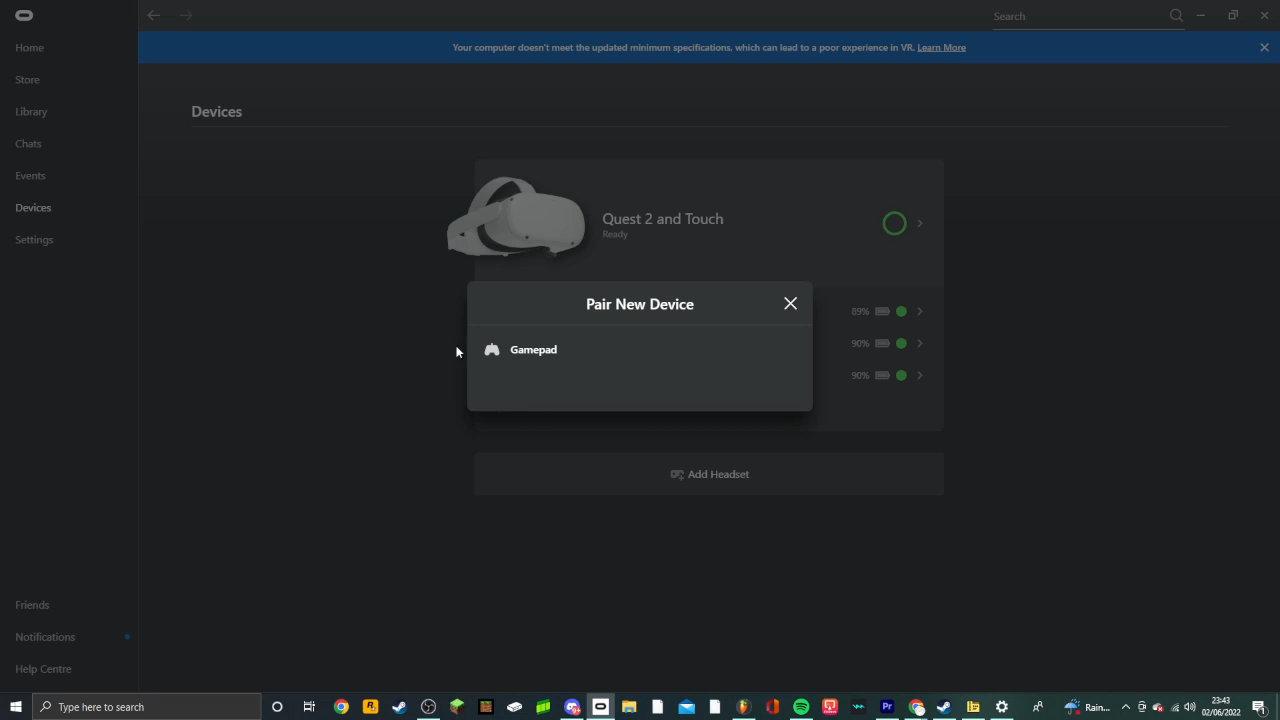 Search
Your computer doesn't meet the updated minimum specifications, which can lead to a poor experience in VR. Learn More
Home
Store
Library
Chats
Events
Devices
Settings
Devices
Quest 2 and Touch
Ready
Pair New Device
Gamepad
89%
90%
90%
Add Headset
Friends
Notifications
Help Centre
Type here to search
Pr
Rain...
23:43
02/06/2022